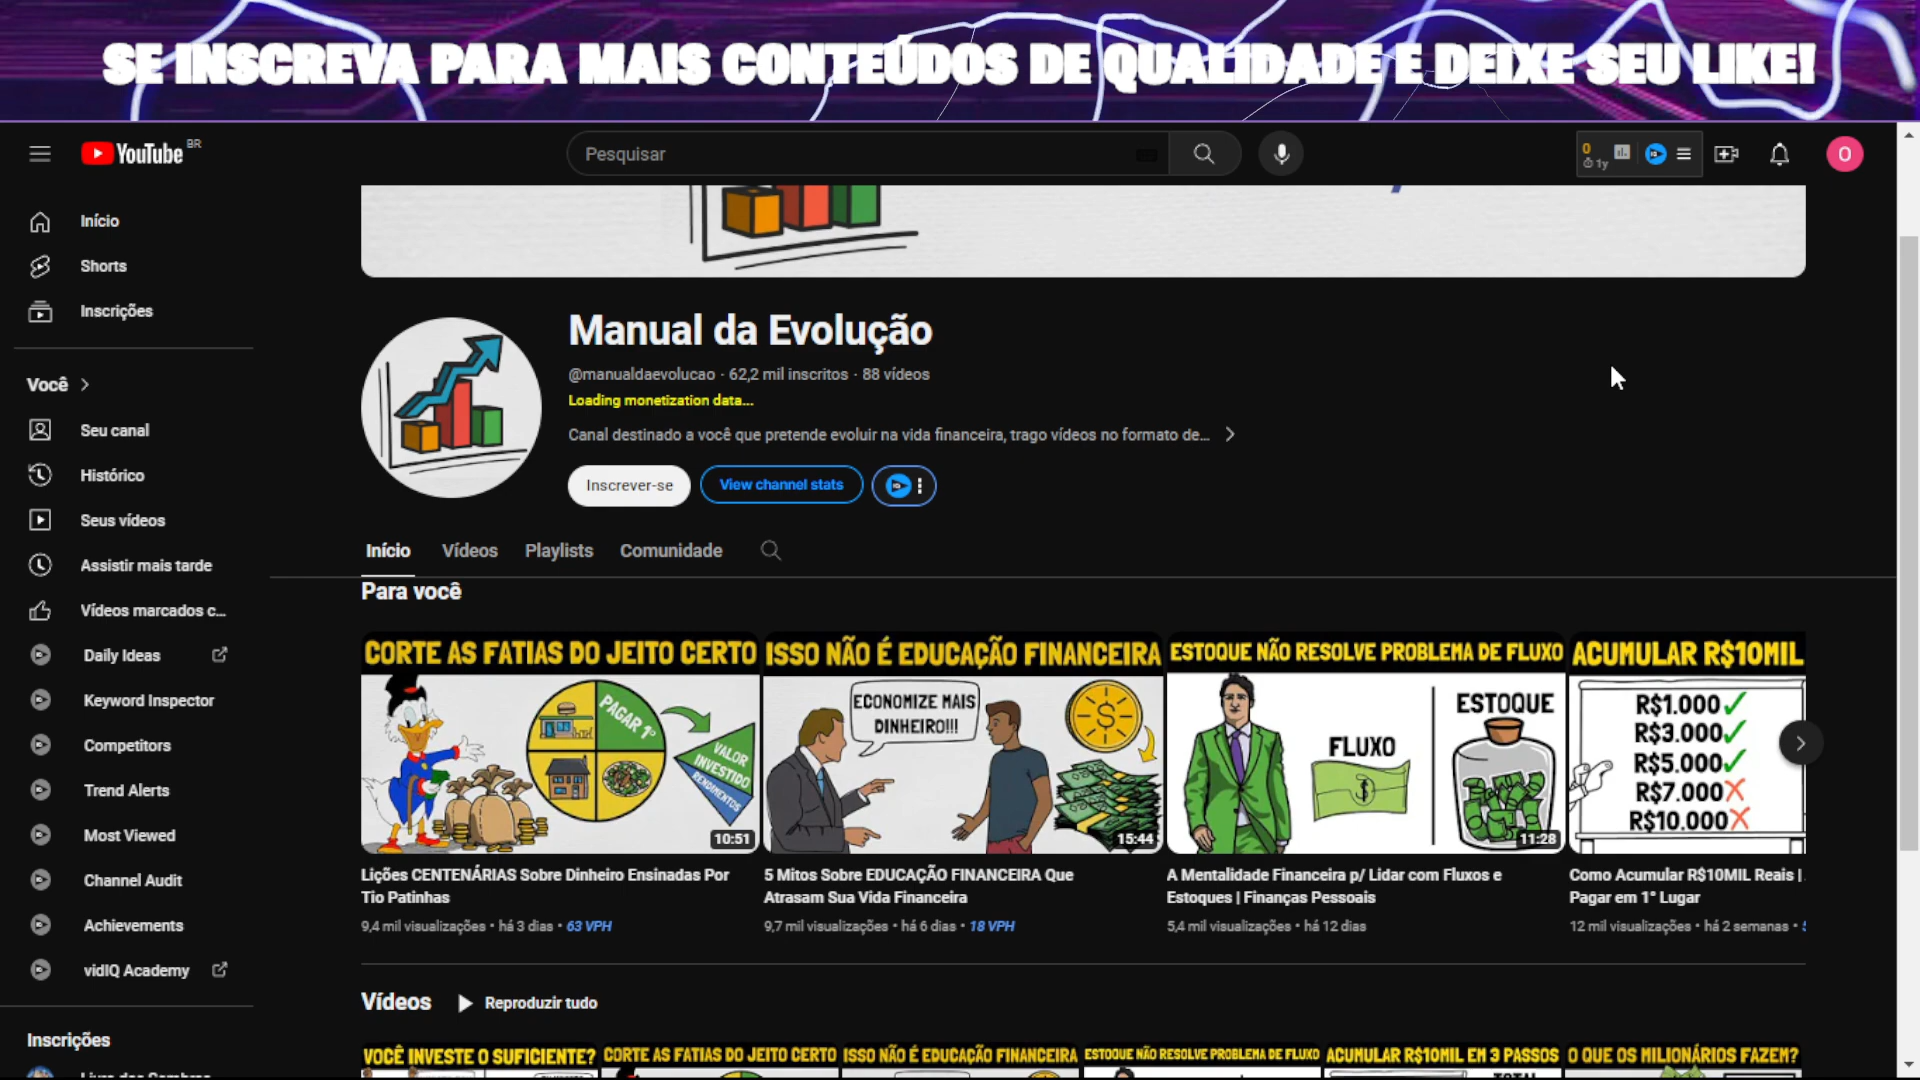 SE INSCREVA PARA MAIS CONTEÚDOS DE QUALIDADE E DEIXE SEU LIKE!
YouTube BR
Pesquisar
0
1y
O
Início
Shorts
Inscrições
Você
Seu canal
Histórico
Seus vídeos
Assistir mais tarde
Vídeos marcados c...
Daily Ideas
Keyword Inspector
Competitors
Trend Alerts
Most Viewed
Channel Audit
Achievements
vidIQ Academy
Inscrições
Manual da Evolução
@manualdaevolucao · 62,2 mil inscritos · 88 vídeos
Loading monetization data...
Canal destinado a você que pretende evoluir na vida financeira, trago vídeos no formato de...
Inscrever-se
View channel stats
Início
Vídeos
Playlists
Comunidade
Para você
CORTE AS FATIAS DO JEITO CERTO
PAGAR 1º
VALOR
INVESTIDO
RENDIMENTOS
10:51
Lições CENTENÁRIAS Sobre Dinheiro Ensinadas Por
Tio Patinhas
9,4 mil visualizações • há 3 dias • 63 VPH
ISSO NÃO É EDUCAÇÃO FINANCEIRA
ECONOMIZE MAIS
DINHEIRO!!!
15:44
5 Mitos Sobre EDUCAÇÃO FINANCEIRA Que
Atrasam Sua Vida Financeira
9,7 mil visualizações • há 6 dias • 18 VPH
ESTOQUE NÃO RESOLVE PROBLEMA DE FLUXO
FLUXO
ESTOQUE
11:28
A Mentalidade Financeira p/ Lidar com Fluxos e
Estoques | Finanças Pessoais
5,4 mil visualizações • há 12 dias
ACUMULAR R$10MIL
R$1.000
R$3.000
R$5.000
R$7.000
R$10.000
Como Acumular R$10MIL Reais |
Pagar em 1° Lugar
12 mil visualizações • há 2 semanas •
Vídeos
Reproduzir tudo
VOCÊ INVESTE O SUFICIENTE?
CORTE AS FATIAS DO JEITO CERTO
ISSO NÃO É EDUCAÇÃO FINANCEIRA
ESTOQUE NÃO RESOLVE PROBLEMA DE FLUXO
ACUMULAR R$10MIL EM 3 PASSOS
O QUE OS MILIONÁRIOS FAZEM?